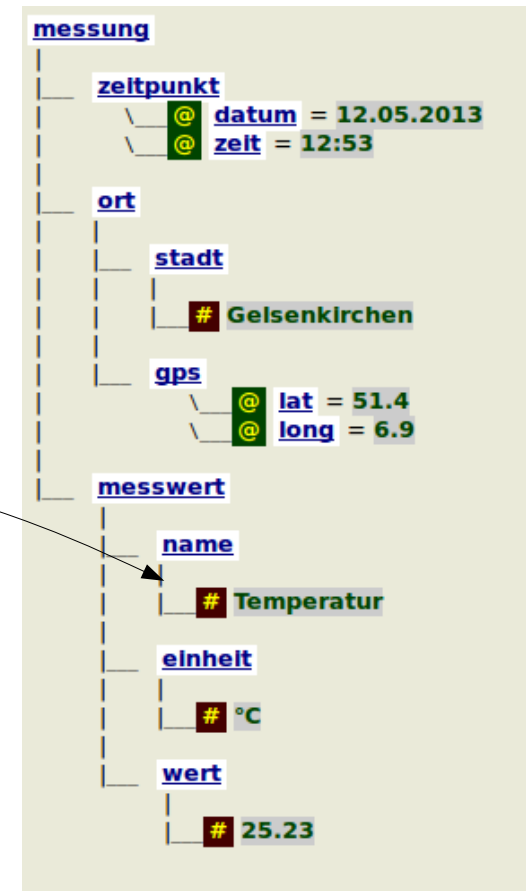 messung
zeitpunkt
@ datum = 12.05.2013
@ zeit = 12:53
ort
stadt
# Gelsenkirchen
gps
@ lat = 51.4
@ long = 6.9
messwert
name
# Temperatur
einheit
# °C
wert
# 25.23